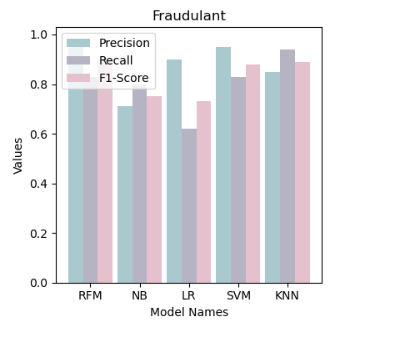 Fraudulant
1.0
0.8
0.6
0.4
0.2
0.0
Values
Precision
Recall
F1-Score
RFM NB LR SVM KNN
Model Names